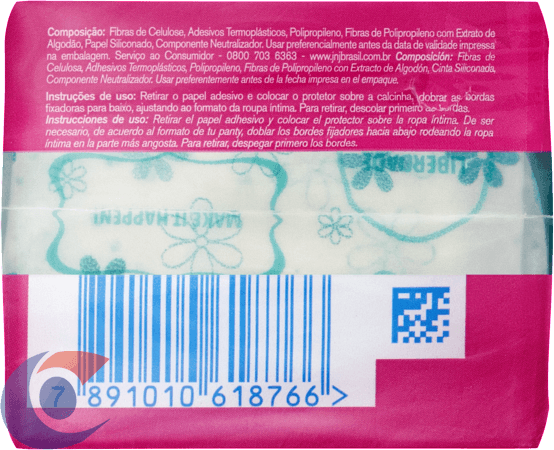 Composição: Fibras de Celulose, Adesivos Termoplásticos, Polipropileno, Fibras de Polipropileno com Extrato de
Algodão, Papel Siliconado, Componente Neutralizador. Usar preferencialmente antes da data de validade impressa
na embalagem. Serviço ao Consumidor - 0800 703 6363 - www.jnjbrasil.com.br Composición: Fibras de
Celulosa, Adhesivos Termoplásticos, Polipropileno, Fibras de Polipropileno con Extracto de Algodón, Cinta Siliconada,
Componente Neutralizador. Usar preferentemente antes de la fecha impresa en el empaque.
Instruções de uso: Retirar o papel adesivo e colocar o protetor sobre a calcinha, dobrar as bordas
fixadoras para baixo, ajustando ao formato da roupa íntima. Para retirar, descolar primeiro as bordas.
Instrucciones de uso: Retirar el papel adhesivo y colocar el protector sobre la ropa íntima. De ser
necesario, de acuerdo al formato de tu panty, doblar los bordes fijadores hacia abajo rodeando la ropa
íntima en la parte más angosta. Para retirar, despegar primero los bordes.
LIBERDADE
MAKE IT HAPPEN!
7 891010 618766 >